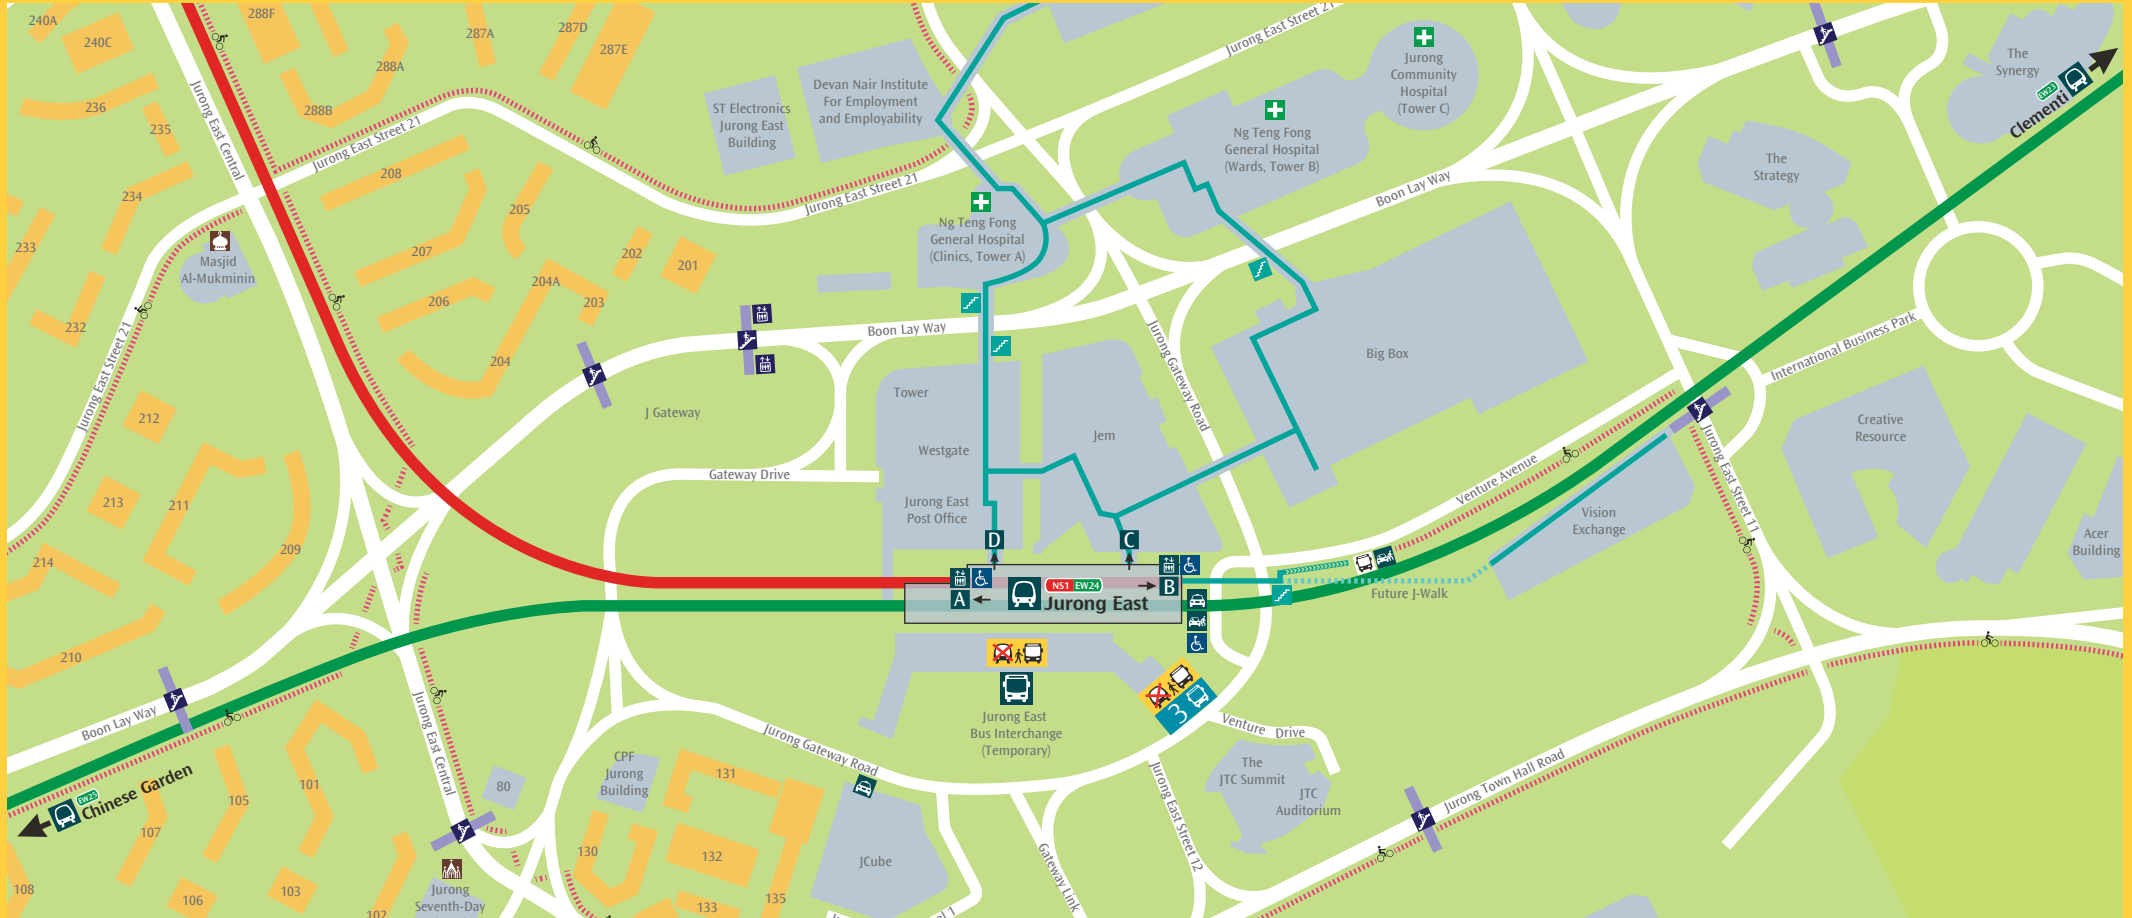 240A
240C
236
235
234
233
232
288F
288A
288B
287A
287D
287E
Jurong East Central
Jurong East Street 21
208
207
206
205
204A
204
203
202
201
Masjid
Al-Mukminin
Jurong East Street 21
ST Electronics
Jurong East
Building
Devan Nair Institute
For Employment
and Employability
Jurong East Street 21
Jurong East Street 21
Jurong
Community
Hospital
(Tower C)
Ng Teng Fong
General Hospital
(Wards, Tower B)
Ng Teng Fong
General Hospital
(Clinics, Tower A)
Boon Lay Way
Boon Lay Way
The
Synergy
EW23
Clementi
The
Strategy
International Business Park
Big Box
Jurong Gateway Road
J Gateway
Gateway Drive
Tower
Westgate
Jurong East
Post Office
Jem
Venture Avenue
Jurong East Street 11
Vision
Exchange
Creative
Resource
Acer
Building
212
213
211
214
209
210
D
C
A
B
NS1 EW24
Jurong East
Future J-Walk
Jurong East
Bus Interchange
(Temporary)
3
Venture Drive
The
JTC Summit
JTC
Auditorium
Jurong Town Hall Road
Jurong East Street 12
Gateway Link
Jurong Gateway Road
JCube
Boon Lay Way
EW25
Chinese Garden
Jurong East Central
CPF
Jurong
Building
80
Jurong
Seventh-Day
101
105
107
108
106
103
102
130
131
132
133
135